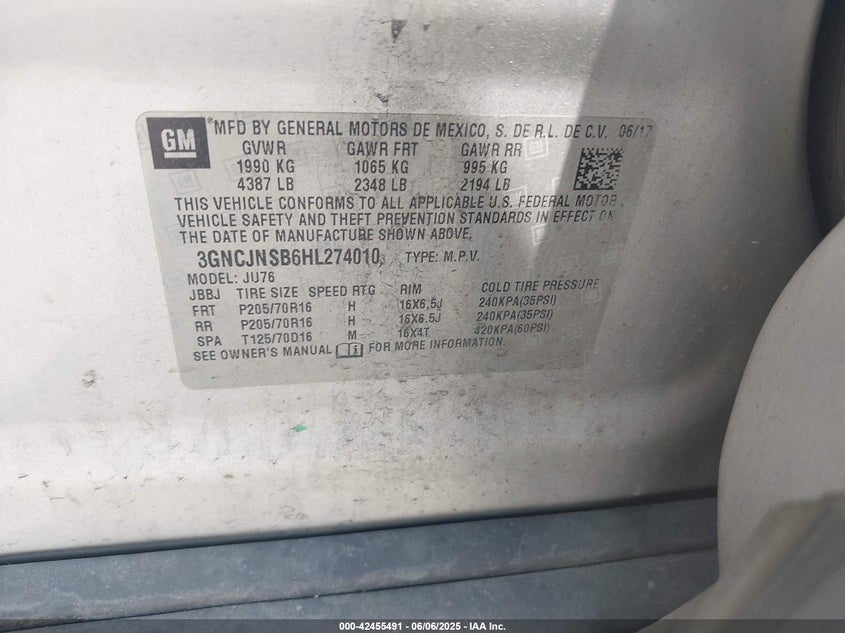 GM
*MFD BY GENERAL MOTORS DE MEXICO, S. DE R.L. DE C.V. 06/17
GVWR GAWR FRT GAWR RR
1990 KG 1065 KG 995 KG
4387 LB 2348 LB 2194 LB
THIS VEHICLE CONFORMS TO ALL APPLICABLE U.S. FEDERAL MOTOR
VEHICLE SAFETY AND THEFT PREVENTION STANDARDS IN EFFECT ON
THE DATE OF MANUFACTURE SHOWN ABOVE.
3GNCJNSB6HL274010 TYPE: M.P.V.
MODEL: JU76
JBBJ TIRE SIZE SPEED RTG RIM COLD TIRE PRESSURE
FRT P205/70R16 H 16X6.5J 240KPA(35PSI)
RR P205/70R16 H 16X6.5J 240KPA(35PSI)
SPA T125/70D16 M 16X4T 420KPA(60PSI)
SEE OWNER'S MANUAL FOR MORE INFORMATION.
000-42455491 - 06/06/2025 - IAA Inc.